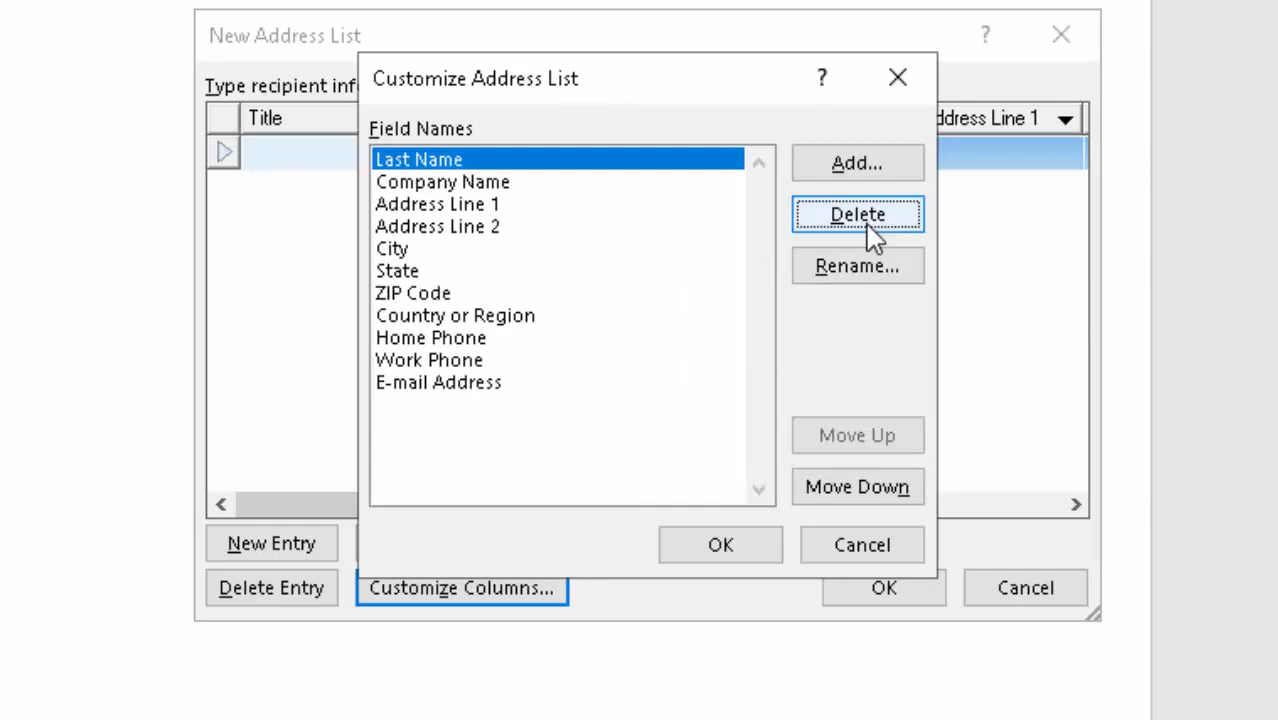 New Address List ?
Customize Address List ?
Type recipient inf
Title
ddress Line 1
Field Names
Last Name
Company Name
Address Line 1
Address Line 2
City
State
ZIP Code
Country or Region
Home Phone
Work Phone
E-mail Address
Add...
Delete
Rename...
Move Up
Move Down
OK
Cancel
New Entry
Delete Entry
Customize Columns...
OK
Cancel